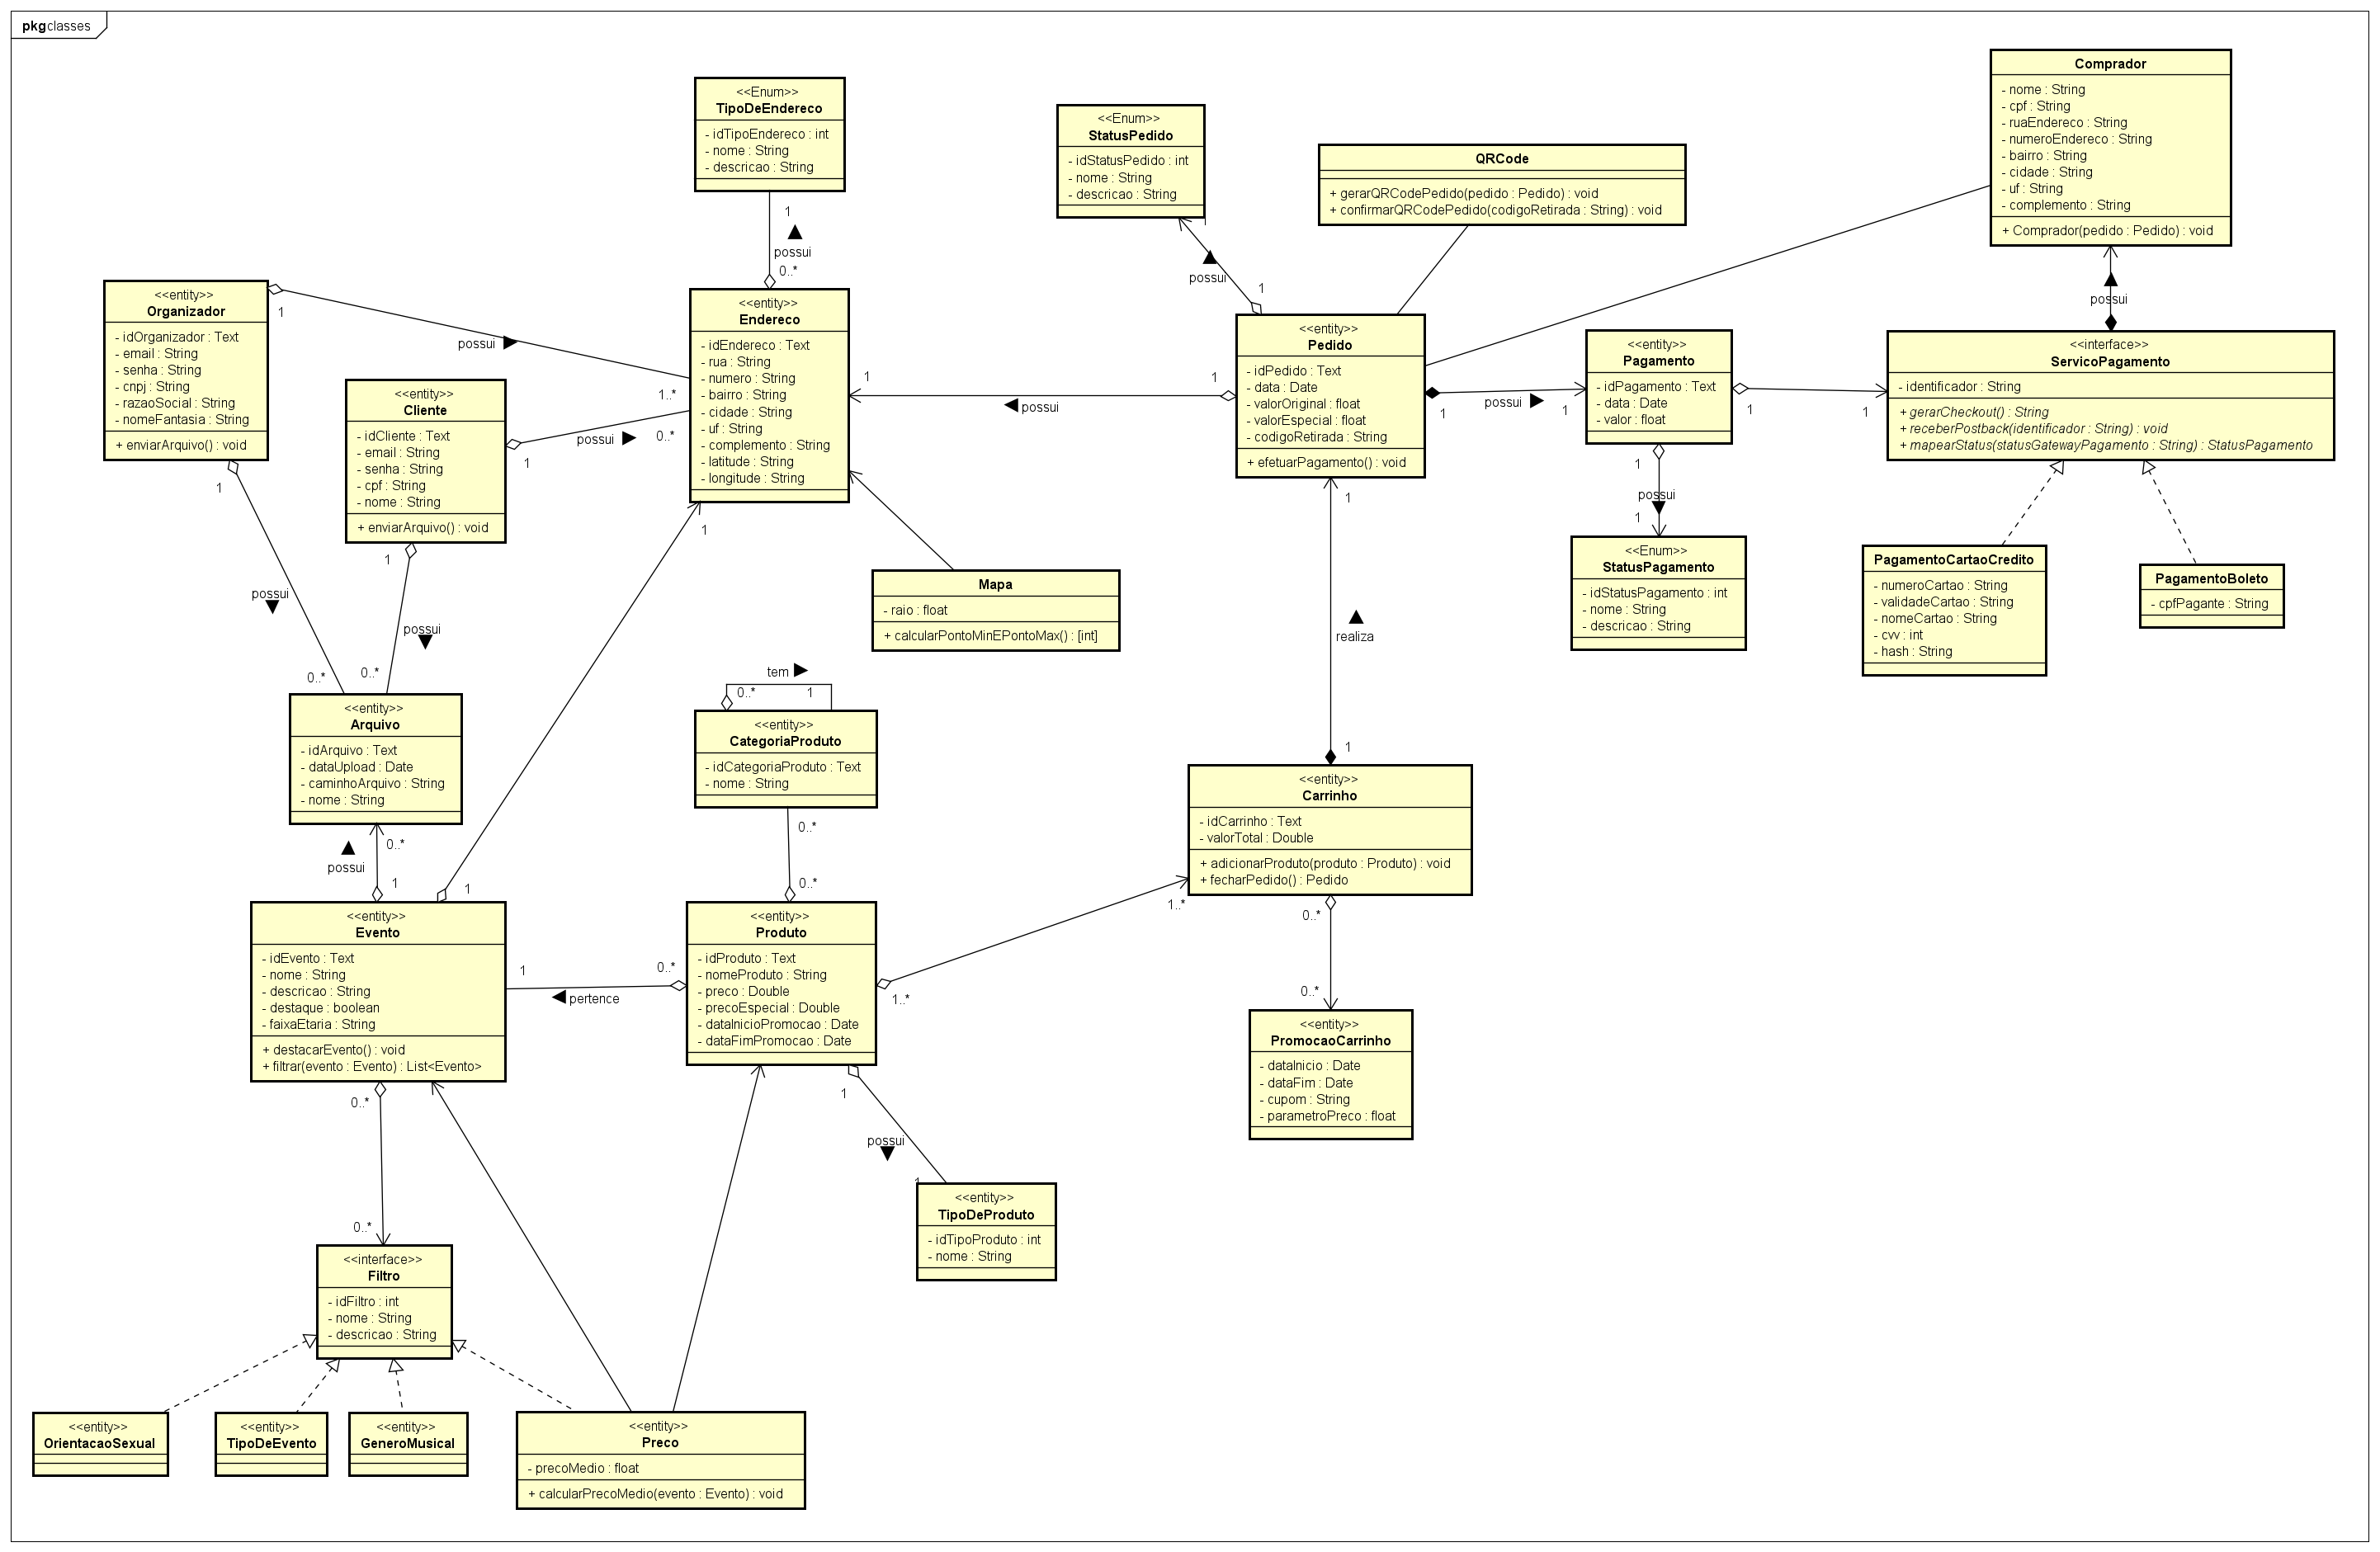 pkg classes
<<Enum>>
TipoDeEndereco
- idTipoEndereco : int
- nome : String
- descricao : String
1
possui
0..*
<<Enum>>
StatusPedido
- idStatusPedido : int
- nome : String
- descricao : String
possui
1
QRCode
+ gerarQRCodePedido(pedido : Pedido) : void
+ confirmarQRCodePedido(codigoRetirada : String) : void
Comprador
- nome : String
- cpf : String
- ruaEndereco : String
- numeroEndereco : String
- bairro : String
- cidade : String
- uf : String
- complemento : String
+ Comprador(pedido : Pedido) : void
possui
<<entity>>
Organizador
- idOrganizador : Text
- email : String
- senha : String
- cnpj : String
- razaoSocial : String
- nomeFantasia : String
+ enviarArquivo() : void
1
possui
1..*
1
possui
0..*
<<entity>>
Cliente
- idCliente : Text
- email : String
- senha : String
- cpf : String
- nome : String
+ enviarArquivo() : void
1
possui
0..*
1
possui
0..*
<<entity>>
Endereco
- idEndereco : Text
- rua : String
- numero : String
- bairro : String
- cidade : String
- uf : String
- complemento : String
- latitude : String
- longitude : String
1
1
possui
1
<<entity>>
Pedido
- idPedido : Text
- data : Date
- valorOriginal : float
- valorEspecial : float
- codigoRetirada : String
+ efetuarPagamento() : void
1
possui
1
<<entity>>
Pagamento
- idPagamento : Text
- data : Date
- valor : float
1
1
1
possui
1
<<interface>>
ServicoPagamento
- identificador : String
+ gerarCheckout() : String
+ receberPostback(identificador : String) : void
+ mapearStatus(statusGatewayPagamento : String) : StatusPagamento
<<Enum>>
StatusPagamento
- idStatusPagamento : int
- nome : String
- descricao : String
PagamentoCartaoCredito
- numeroCartao : String
- validadeCartao : String
- nomeCartao : String
- cvv : int
- hash : String
PagamentoBoleto
- cpfPagante : String
Mapa
- raio : float
+ calcularPontoMinEPontoMax() : [int]
1
realiza
1
<<entity>>
Arquivo
- idArquivo : Text
- dataUpload : Date
- caminhoArquivo : String
- nome : String
0..*
possui
1
1
tem
0..*
1
<<entity>>
CategoriaProduto
- idCategoriaProduto : Text
- nome : String
0..*
0..*
<<entity>>
Carrinho
- idCarrinho : Text
- valorTotal : Double
+ adicionarProduto(produto : Produto) : void
+ fecharPedido() : Pedido
1..*
0..*
0..*
<<entity>>
Evento
- idEvento : Text
- nome : String
- descricao : String
- destaque : boolean
- faixaEtaria : String
+ destacarEvento() : void
+ filtrar(evento : Evento) : List<Evento>
1
pertence
0..*
<<entity>>
Produto
- idProduto : Text
- nomeProduto : String
- preco : Double
- precoEspecial : Double
- dataInicioPromocao : Date
- dataFimPromocao : Date
1..*
1
possui
1
<<entity>>
PromocaoCarrinho
- dataInicio : Date
- dataFim : Date
- cupom : String
- parametroPreco : float
<<entity>>
TipoDeProduto
- idTipoProduto : int
- nome : String
0..*
0..*
<<interface>>
Filtro
- idFiltro : int
- nome : String
- descricao : String
<<entity>>
OrientacaoSexual
<<entity>>
TipoDeEvento
<<entity>>
GeneroMusical
<<entity>>
Preco
- precoMedio : float
+ calcularPrecoMedio(evento : Evento) : void